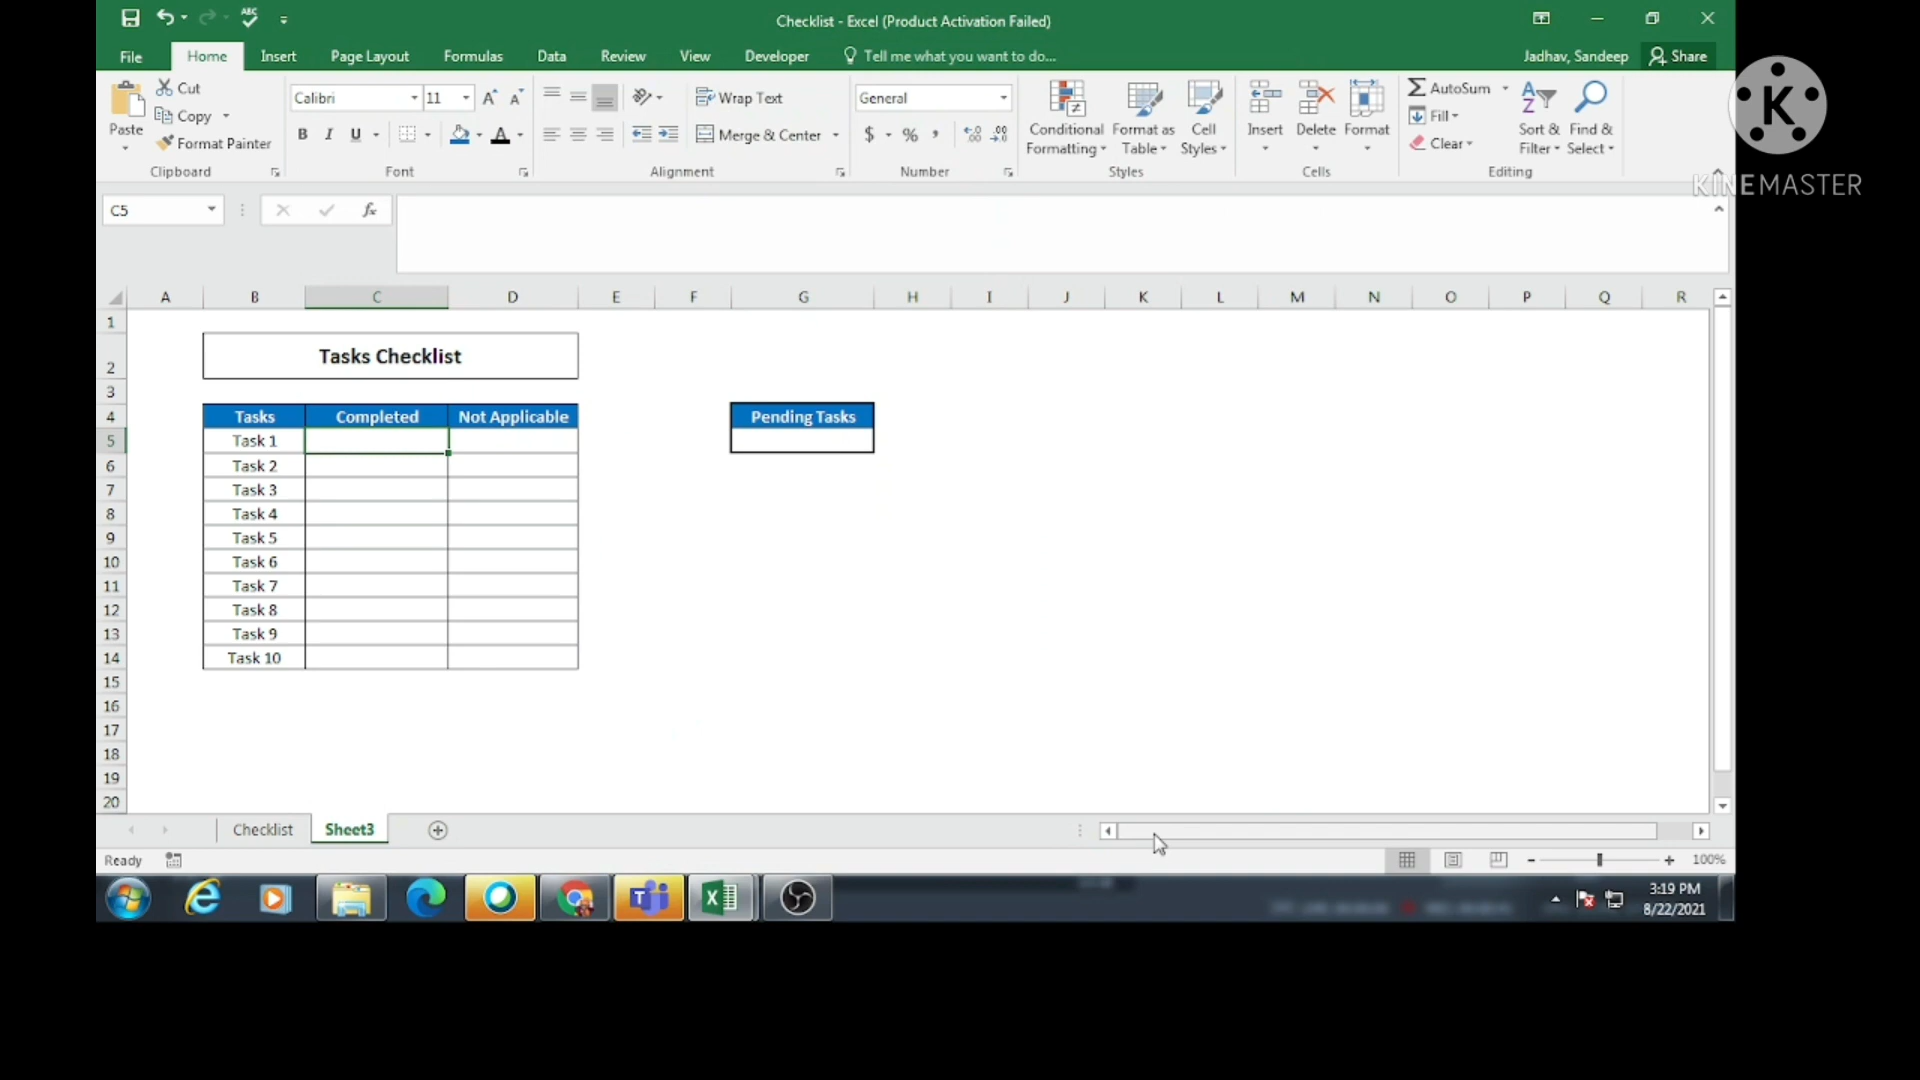 Checklist - Excel (Product Activation Failed)
File Home Insert Page Layout Formulas Data Review View Developer Tell me what you want to do... Jadhav, Sandeep Share
K
KINEMASTER
Paste
Cut
Copy
Format Painter
Clipboard
Calibri 11
B I U A
Font
Wrap Text
Merge & Center
Alignment
General
$ % ,
Number
Conditional Formatting
Format as Table
Cell Styles
Styles
Insert
Delete
Format
Cells
AutoSum
Fill
Clear
Sort & Filter
Find & Select
Editing
C5 fx
A B C D E F G H I J K L M N O P Q R
1
2 Tasks Checklist
3
4 Tasks Completed Not Applicable Pending Tasks
5 Task 1
6 Task 2
7 Task 3
8 Task 4
9 Task 5
10 Task 6
11 Task 7
12 Task 8
13 Task 9
14 Task 10
15
16
17
18
19
20
Checklist Sheet3
Ready 100%
3:19 PM
8/22/2021